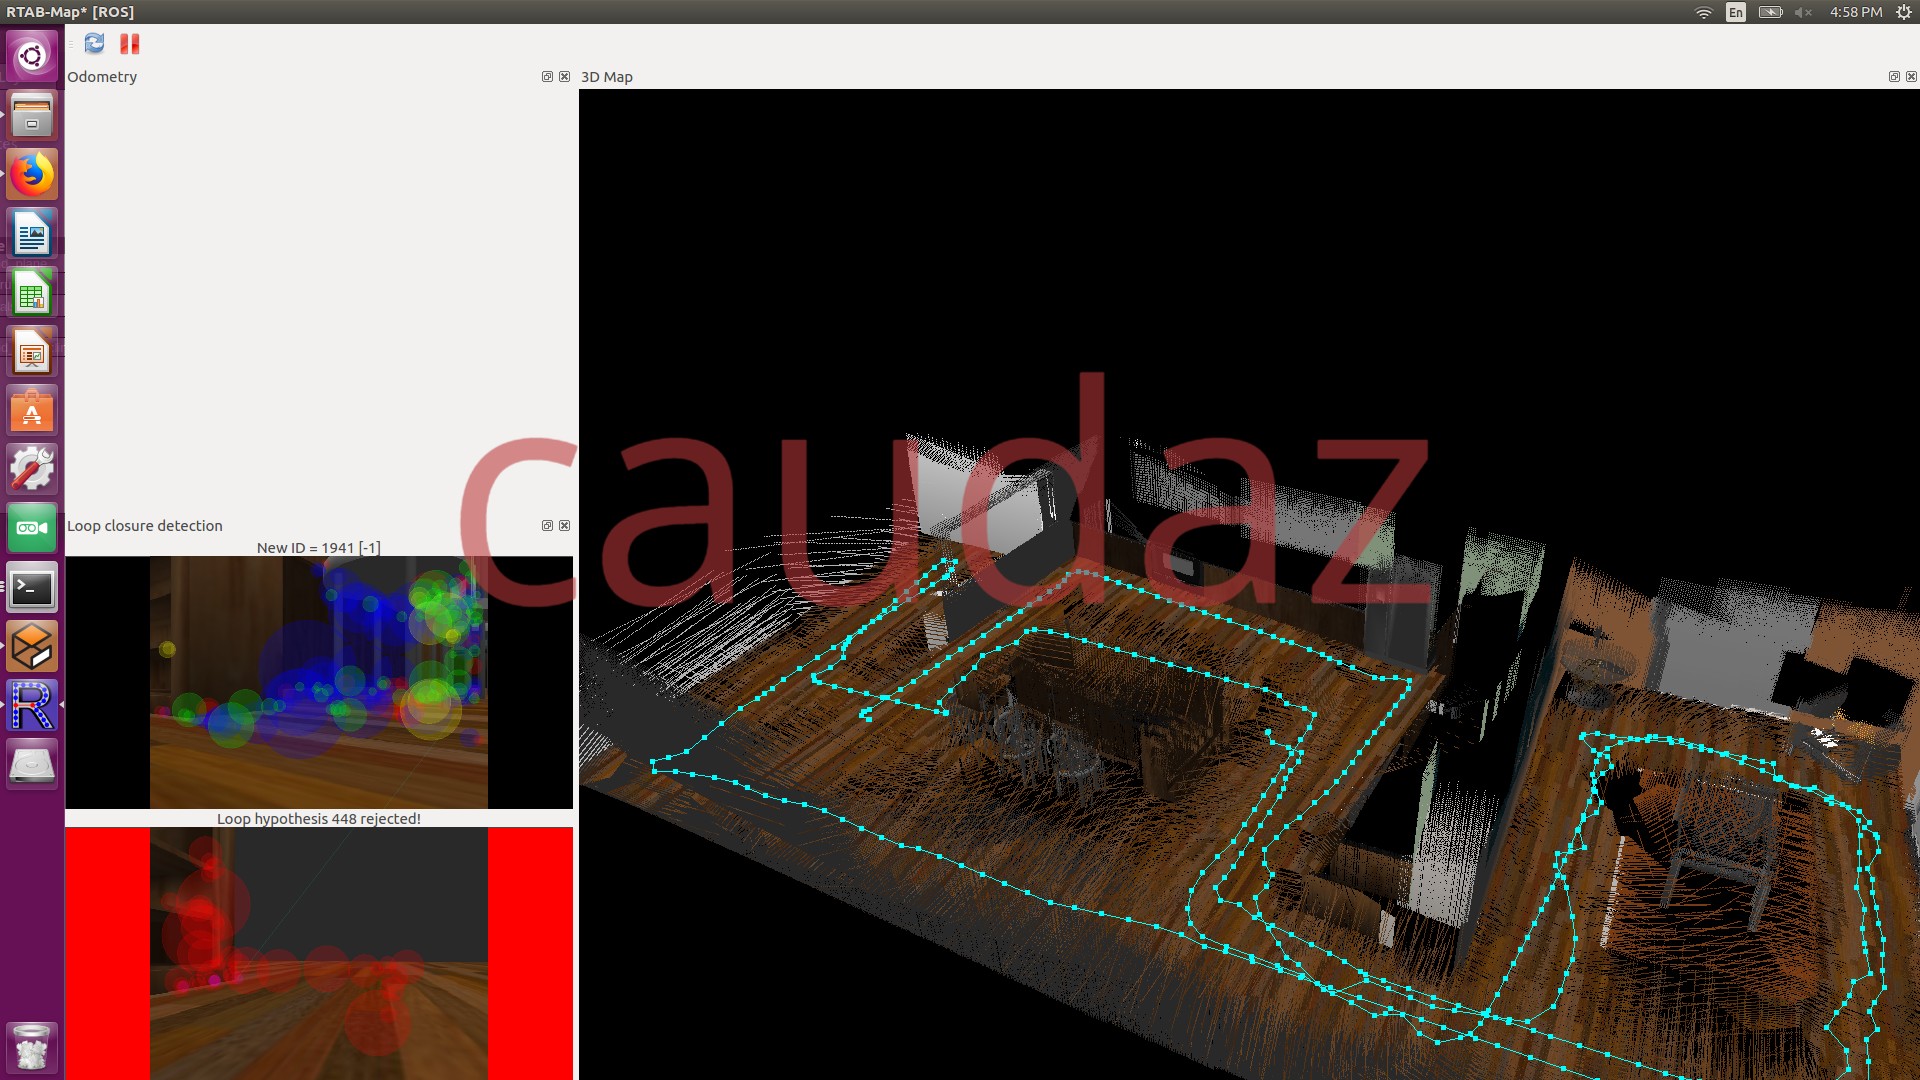 RTAB-Map* [ROS]
En
4:58 PM
Odometry
3D Map
caudaz
Loop closure detection
New ID = 1941 [-1]
Loop hypothesis 448 rejected!